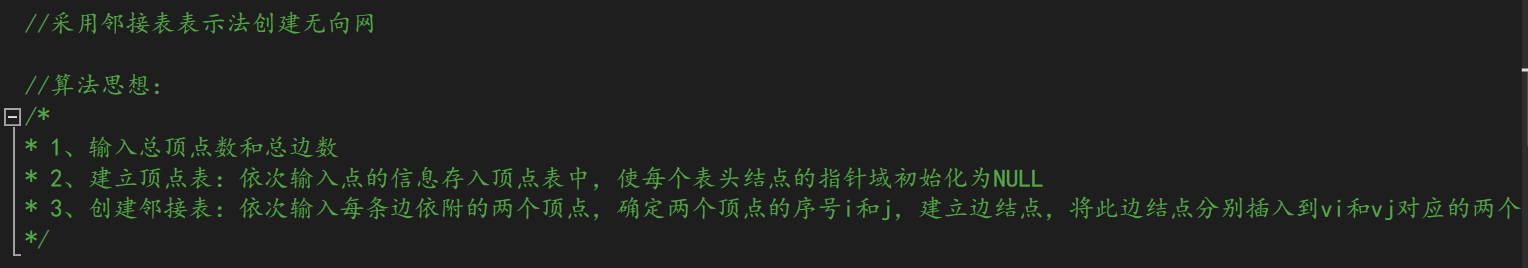 //采用邻接表表示法创建无向网
//算法思想：
/*
* 1、输入总顶点数和总边数
* 2、建立顶点表：依次输入点的信息存入顶点表中，使每个表头结点的指针域初始化为NULL
* 3、创建邻接表：依次输入每条边依附的两个顶点，确定两个顶点的序号i和j，建立边结点，将此边结点分别插入到vi和vj对应的两个
*/